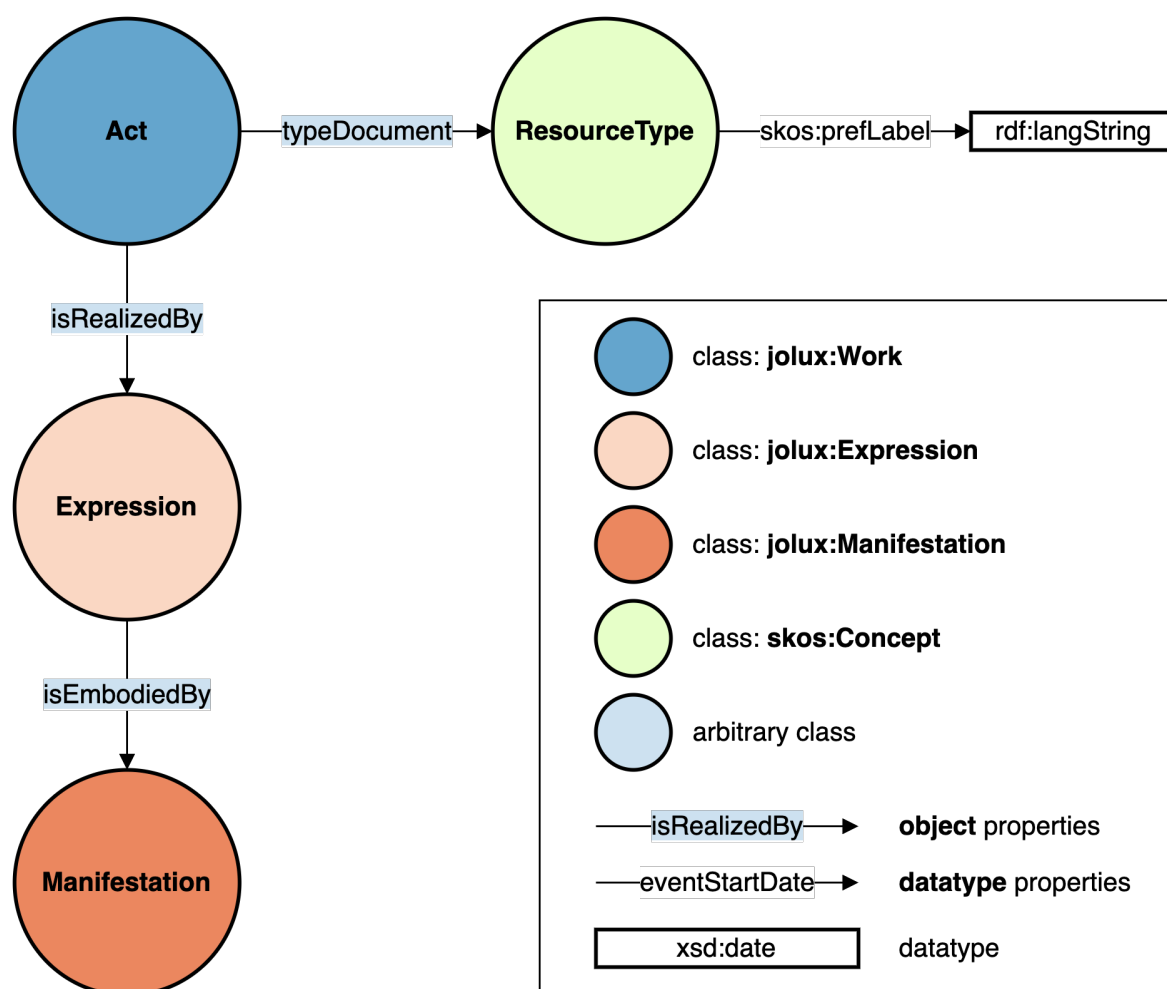 Act
typeDocument
ResourceType
skos:prefLabel
rdf:langString
isRealizedBy
Expression
isEmbodiedBy
Manifestation
class: jolux:Work
class: jolux:Expression
class: jolux:Manifestation
class: skos:Concept
arbitrary class
isRealizedBy object properties
eventStartDate datatype properties
xsd:date datatype